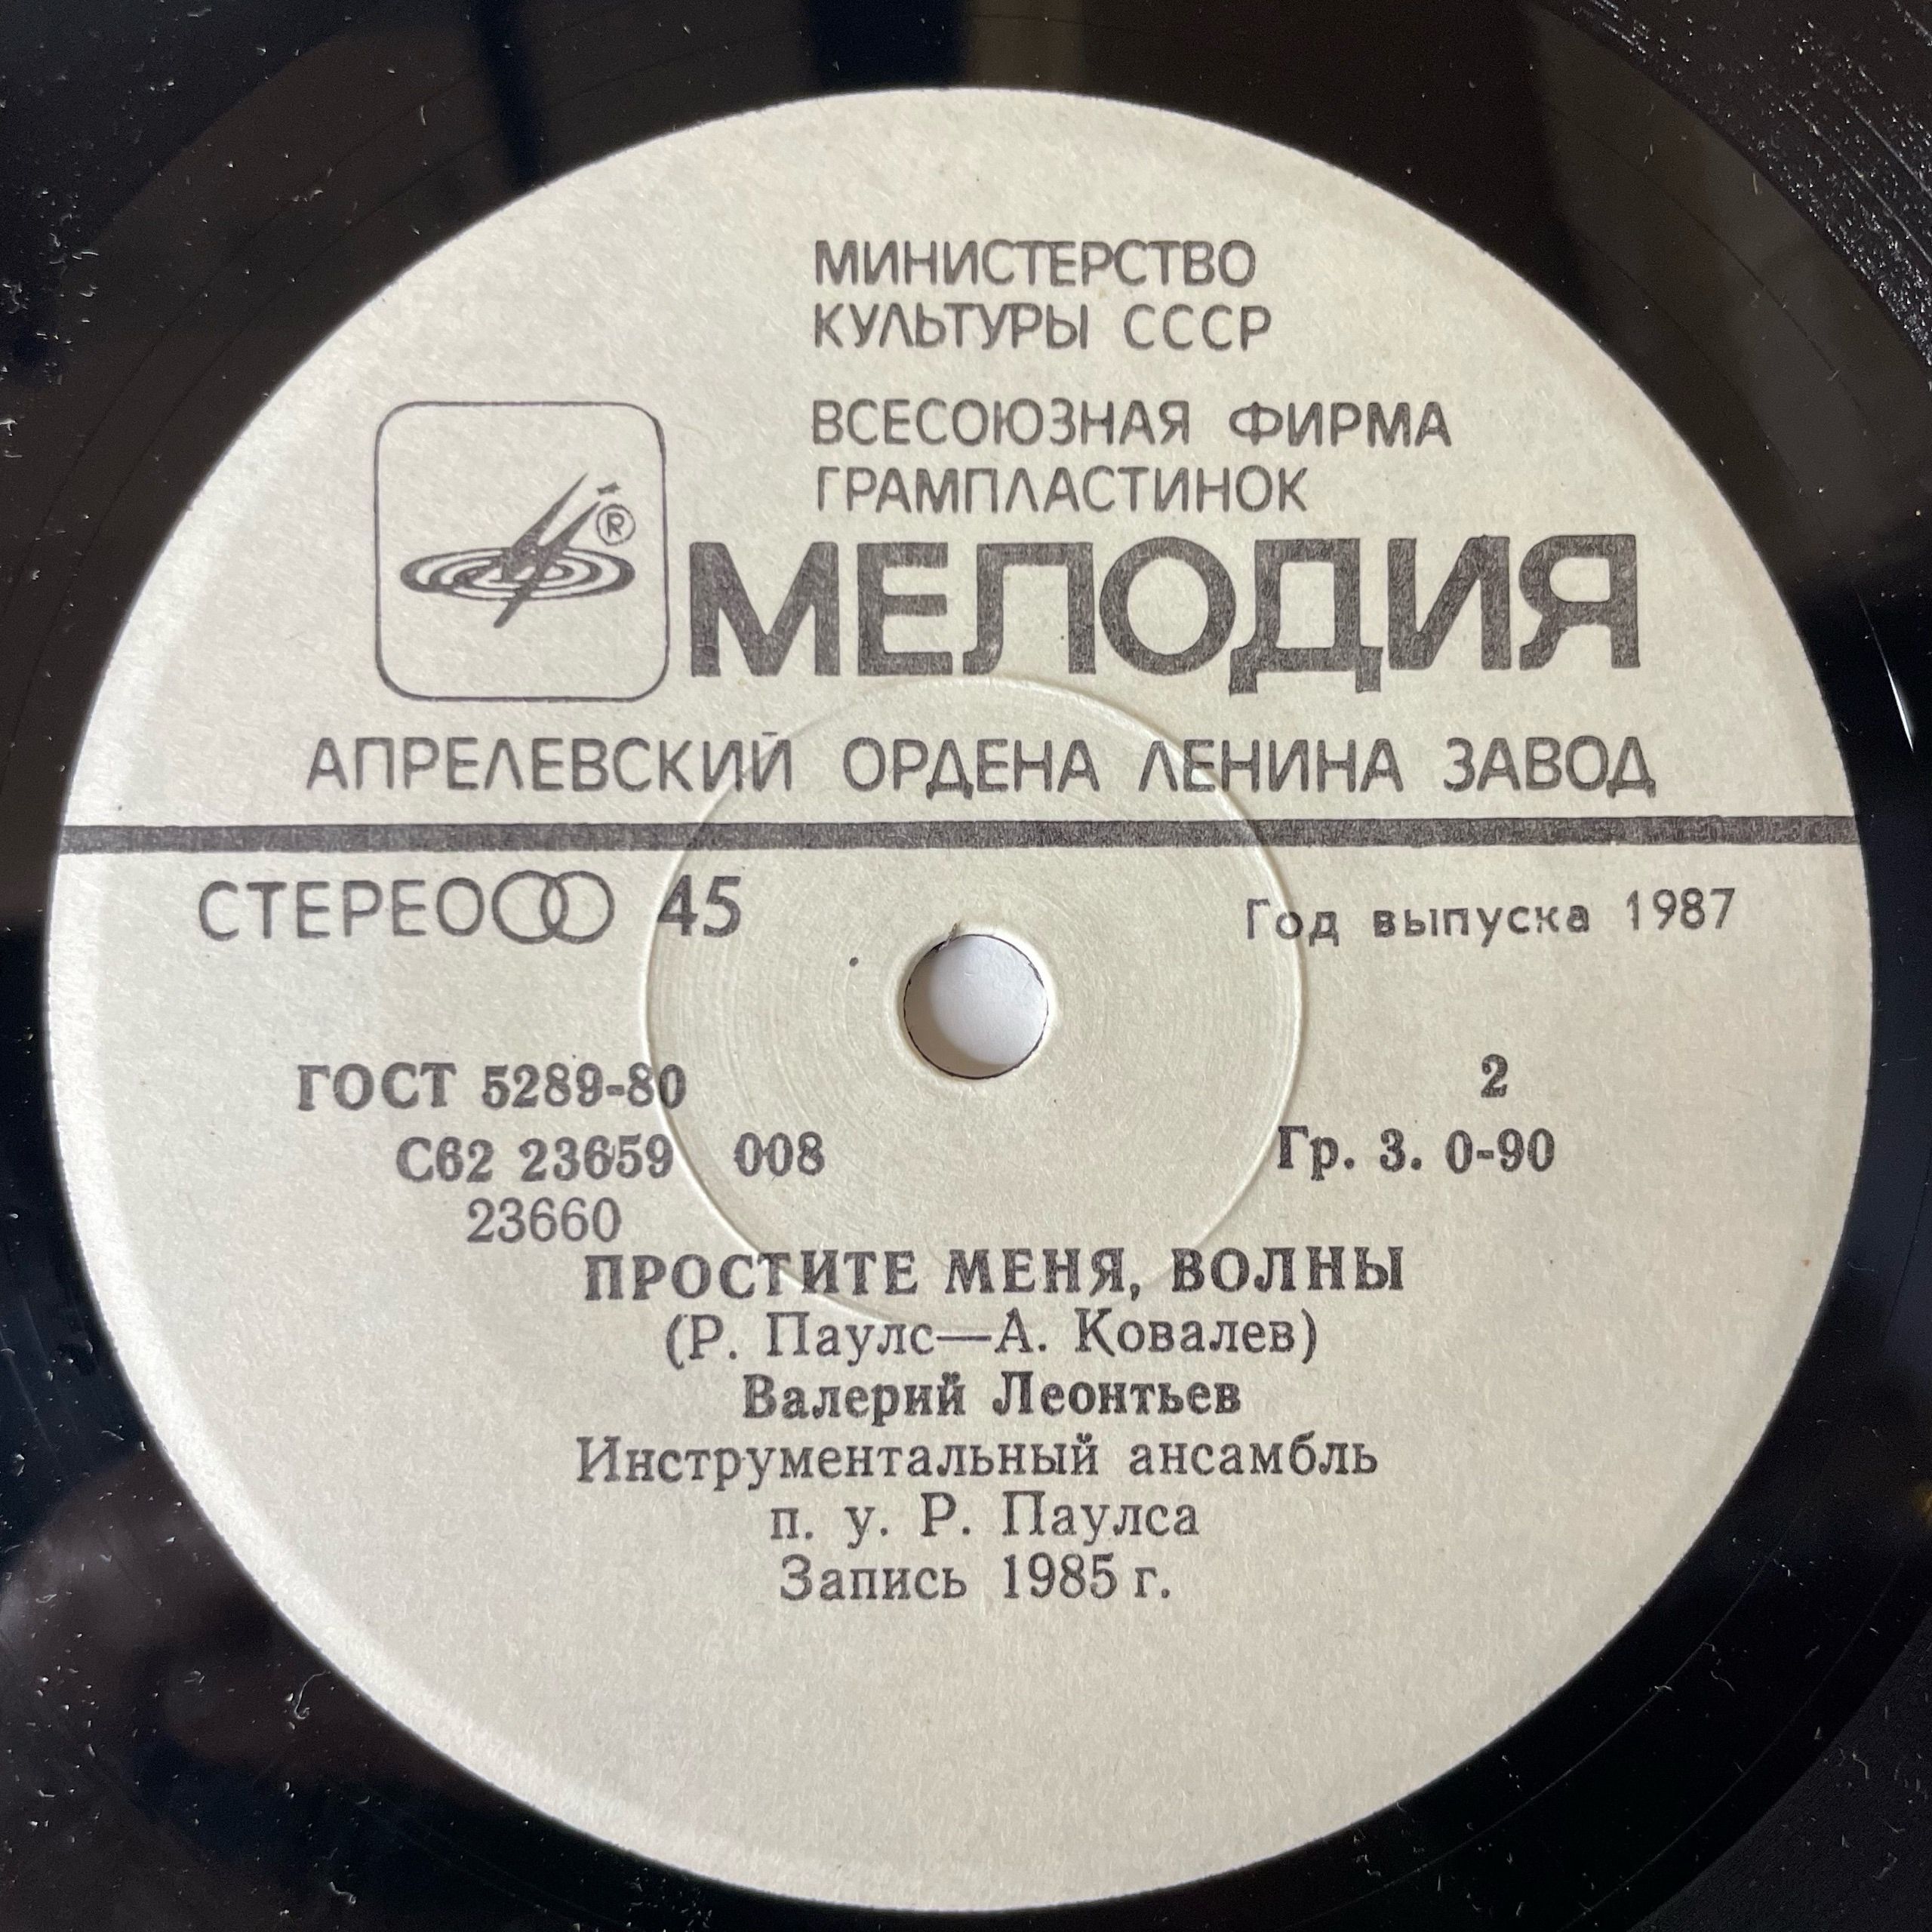 МИНИСТЕРСТВО
КУЛЬТУРЫ СССР
ВСЕСОЮЗНАЯ ФИРМА
ГРАМПЛАСТИНОК
®
МЕЛОДИЯ
АПРЕЛЕВСКИЙ ОРДЕНА ЛЕНИНА ЗАВОД
СТЕРЕО 45 Год выпуска 1987
ГОСТ 5289-80 2
С62 23659 008 Гр. 3. 0-90
23660
ПРОСТИТЕ МЕНЯ, ВОЛНЫ
(Р. Паулс—А. Ковалев)
Валерий Леонтьев
Инструментальный ансамбль
п. у. Р. Паулса
Запись 1985 г.